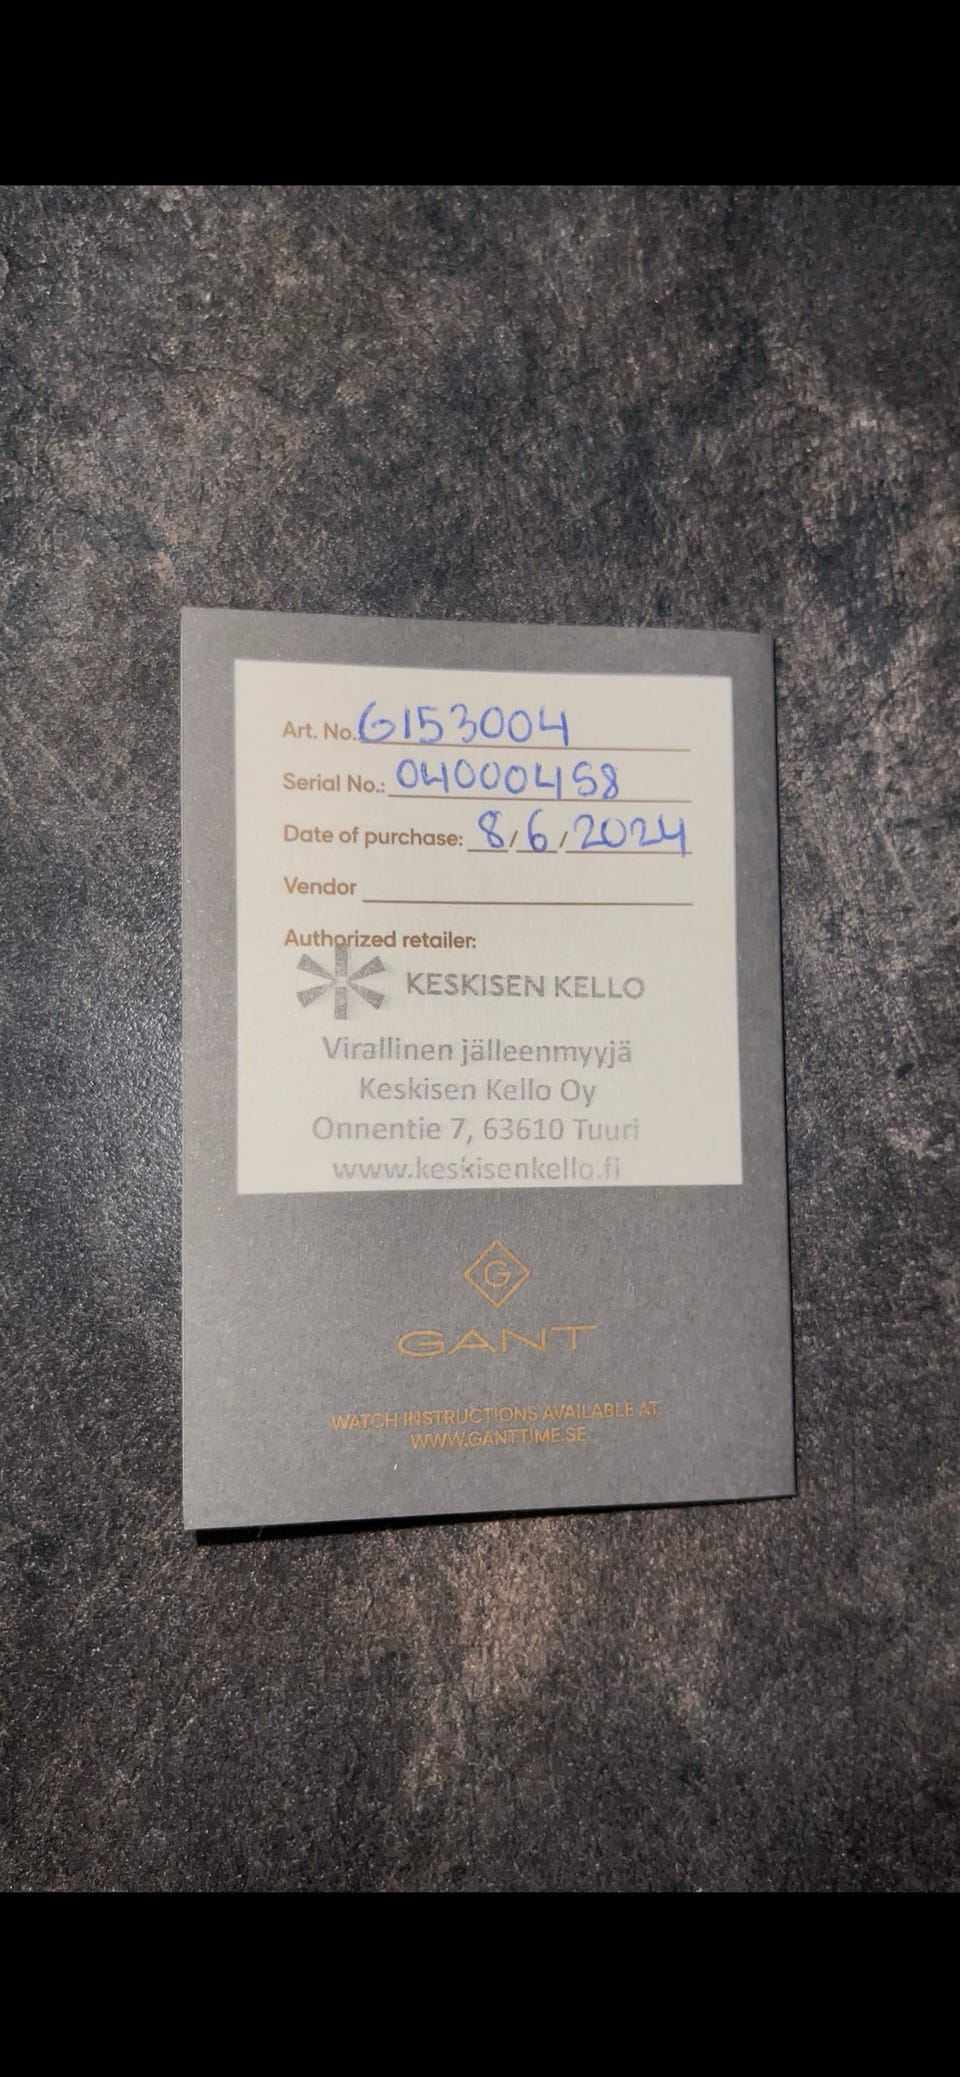 Art. No.: G153004
Serial No.: 04000458
Date of purchase: 8/6/2024
Vendor
Authorized retailer:
KESKISEN KELLO
Virallinen jälleenmyyjä
Keskisen Kello Oy
Onnentie 7, 63610 Tuuri
www.keskisenkello.fi
G
GANT
WATCH INSTRUCTIONS AVAILABLE AT:
WWW.GANTTIME.SE